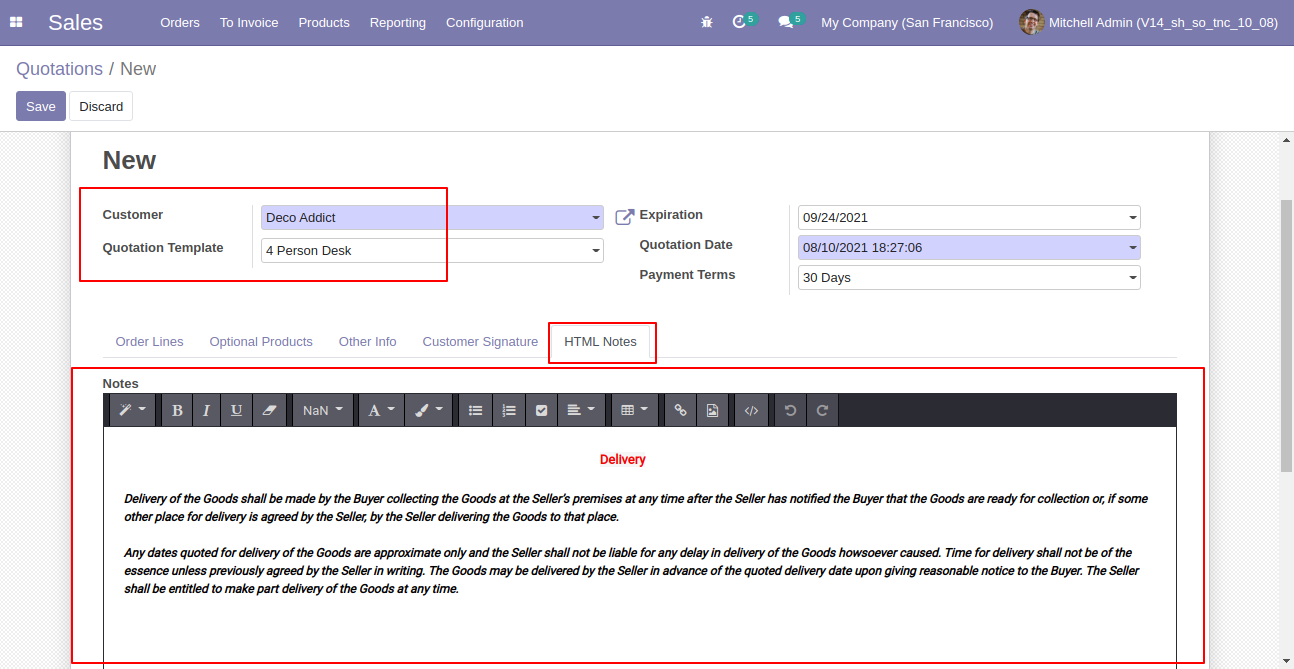 Sales Orders To Invoice Products Reporting Configuration 5 5 My Company (San Francisco) Mitchell Admin (V14_sh_so_tnc_10_08)
Quotations / New
Save Discard
New
Customer Deco Addict Expiration 09/24/2021
Quotation Template 4 Person Desk Quotation Date 08/10/2021 18:27:06
Payment Terms 30 Days
Order Lines Optional Products Other Info Customer Signature HTML Notes
Notes
B I U NaN A
Delivery
Delivery of the Goods shall be made by the Buyer collecting the Goods at the Seller's premises at any time after the Seller has notified the Buyer that the Goods are ready for collection or, if some
other place for delivery is agreed by the Seller, by the Seller delivering the Goods to that place.
Any dates quoted for delivery of the Goods are approximate only and the Seller shall not be liable for any delay in delivery of the Goods howsoever caused. Time for delivery shall not be of the
essence unless previously agreed by the Seller in writing. The Goods may be delivered by the Seller in advance of the quoted delivery date upon giving reasonable notice to the Buyer. The Seller
shall be entitled to make part delivery of the Goods at any time.